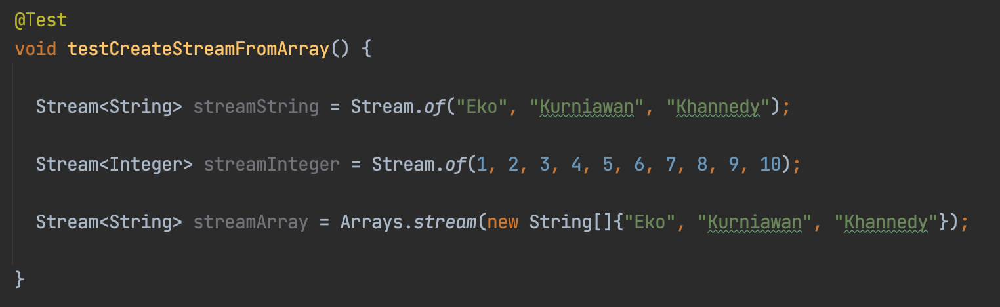 @Test
void testCreateStreamFromArray() {
Stream<String> streamString = Stream.of("Eko", "Kurniawan", "Khannedy");
Stream<Integer> streamInteger = Stream.of(1, 2, 3, 4, 5, 6, 7, 8, 9, 10);
Stream<String> streamArray = Arrays.stream(new String[]{"Eko", "Kurniawan", "Khannedy"});
}